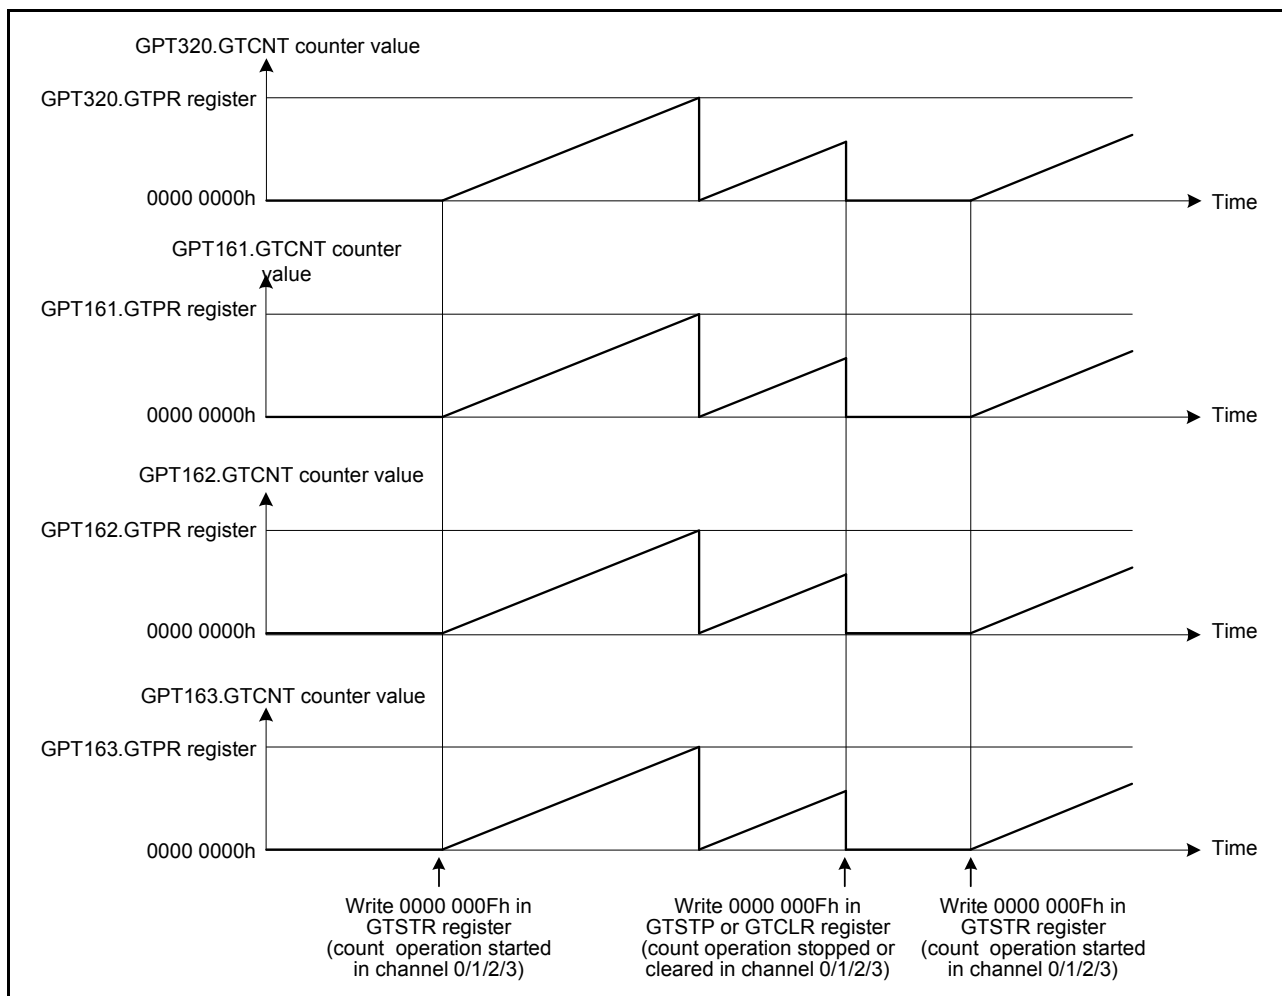 GPT320.GTCNT counter value
GPT320.GTPR register
0000 0000h
Time
GPT161.GTCNT counter
value
GPT161.GTPR register
0000 0000h
Time
GPT162.GTCNT counter value
GPT162.GTPR register
0000 0000h
Time
GPT163.GTCNT counter value
GPT163.GTPR register
0000 0000h
Time
Write 0000 000Fh in
GTSTR register
(count operation started
in channel 0/1/2/3)
Write 0000 000Fh in
GTSTP or GTCLR register
(count operation stopped or
cleared in channel 0/1/2/3)
Write 0000 000Fh in
GTSTR register
(count operation started
in channel 0/1/2/3)